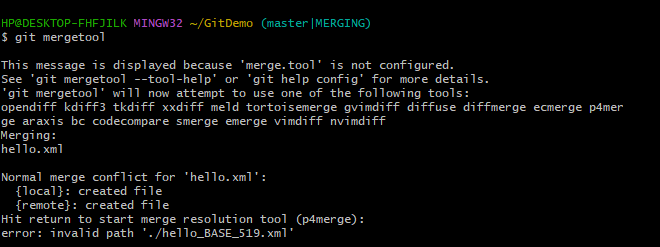 HP@DESKTOP-FHFJILK MINGW32 ~/GitDemo (master|MERGING)
$ git mergetool

This message is displayed because 'merge.tool' is not configured.
See 'git mergetool --tool-help' or 'git help config' for more details.
'git mergetool' will now attempt to use one of the following tools:
opendiff kdiff3 tkdiff xxdiff meld tortoisemerge gvimdiff diffuse diffmerge ecmerge p4mer
ge araxis bc codecompare smerge emerge vimdiff nvimdiff
Merging:
hello.xml

Normal merge conflict for 'hello.xml':
  {local}: created file
  {remote}: created file
Hit return to start merge resolution tool (p4merge):
error: invalid path './hello_BASE_519.xml'